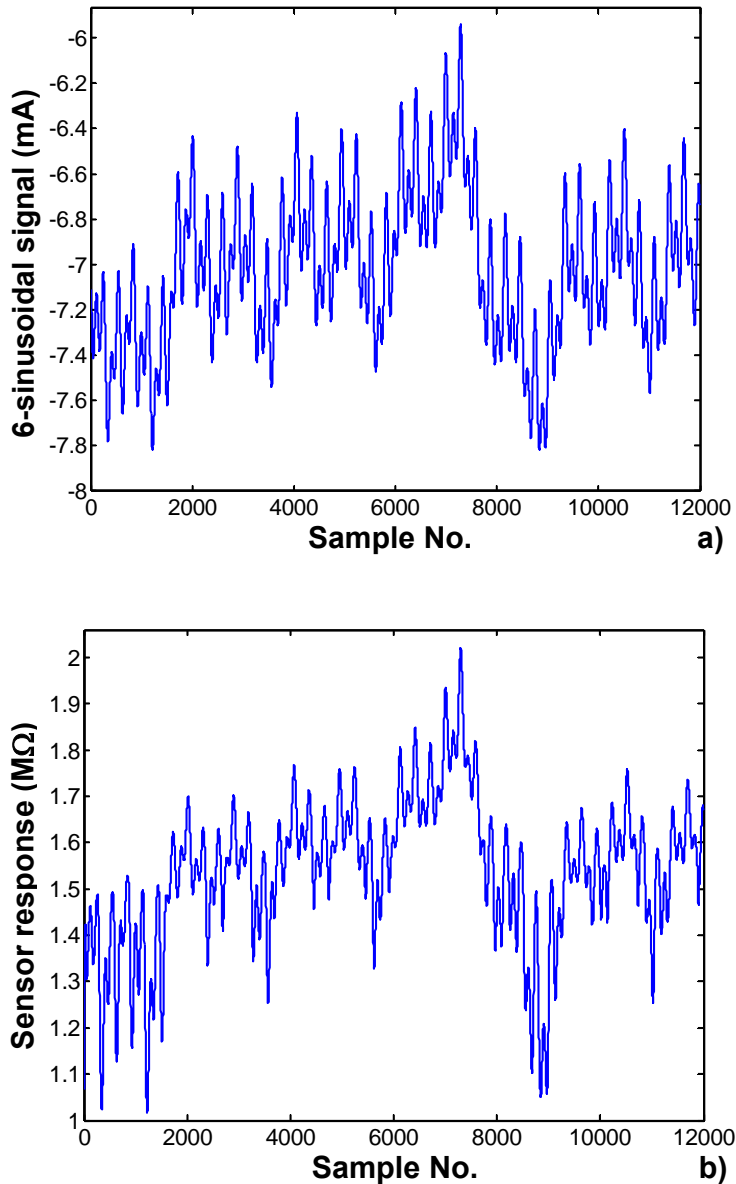 6-sinusoidal signal (mA)
-6
-6.2
-6.4
-6.6
-6.8
-7
-7.2
-7.4
-7.6
-7.8
-8
0 2000 4000 6000 8000 10000 12000
Sample No.
a)
Sensor response (MΩ)
2
1.9
1.8
1.7
1.6
1.5
1.4
1.3
1.2
1.1
1
0 2000 4000 6000 8000 10000 12000
Sample No.
b)